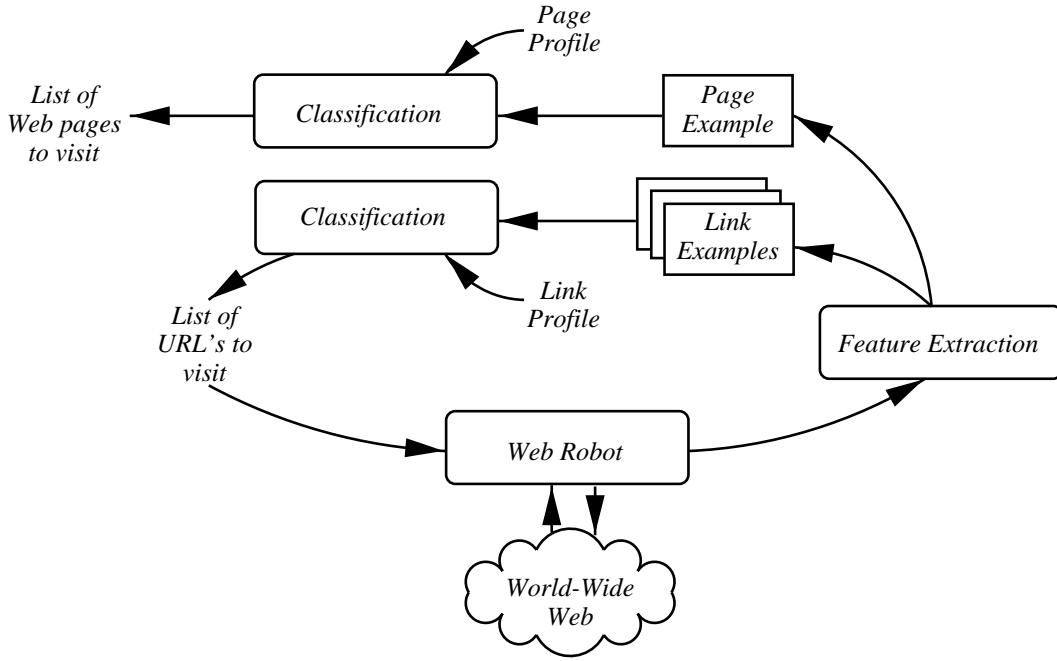 Page
Profile
List of
Web pages
to visit
Classification
Page
Example
Classification
Link
Examples
Link
Profile
List of
URL's to
visit
Feature Extraction
Web Robot
World-Wide
Web